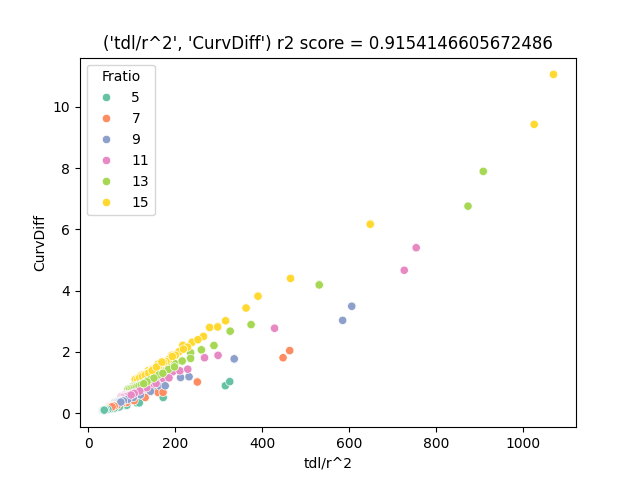 ('tdl/r^2', 'CurvDiff') r2 score = 0.9154146605672486
Fratio
5
7
9
11
13
15
CurvDiff
10
8
6
4
2
0
0 200 400 600 800 1000
tdl/r^2